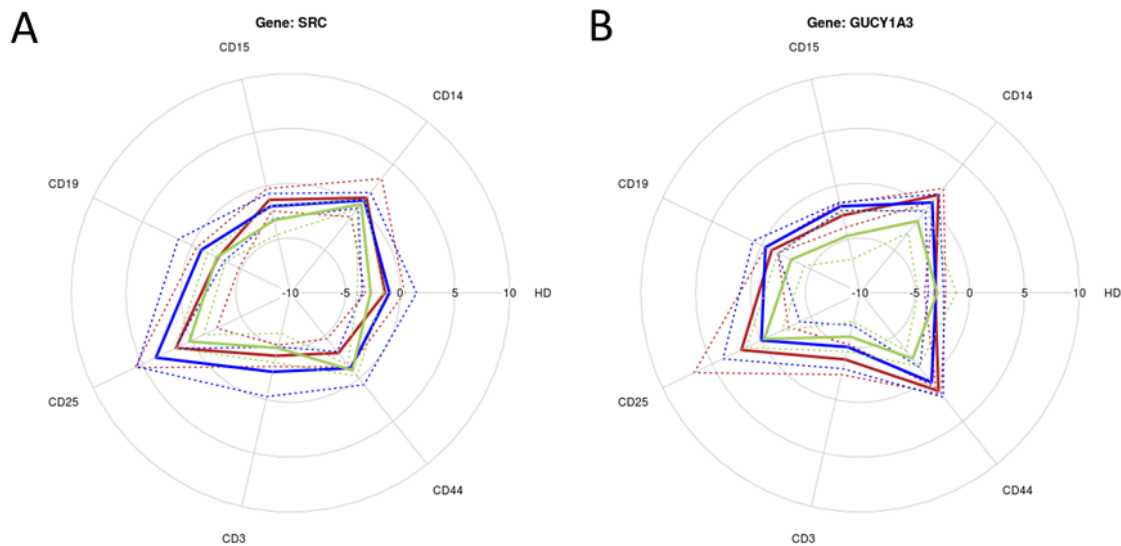 A
Gene: SRC
CD15
CD14
CD19
-10
-5
0
5
10
HD
CD25
CD44
CD3
B
Gene: GUCY1A3
CD15
CD14
CD19
-10
-5
0
5
10
HD
CD25
CD44
CD3